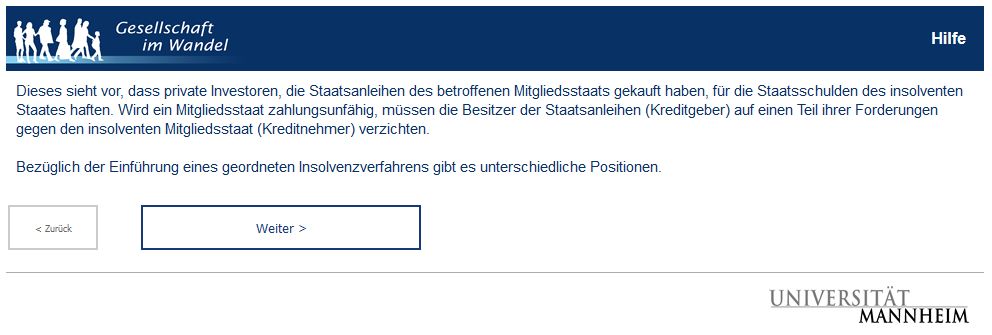 Gesellschaft
im Wandel
Hilfe
Dieses sieht vor, dass private Investoren, die Staatsanleihen des betroffenen Mitgliedsstaats gekauft haben, für die Staatsschulden des insolventen
Staates haften. Wird ein Mitgliedsstaat zahlungsunfähig, müssen die Besitzer der Staatsanleihen (Kreditgeber) auf einen Teil ihrer Forderungen
gegen den insolventen Mitgliedsstaat (Kreditnehmer) verzichten.
Bezüglich der Einführung eines geordneten Insolvenzverfahrens gibt es unterschiedliche Positionen.
< Zurück
Weiter >
UNIVERSITÄT
MANNHEIM